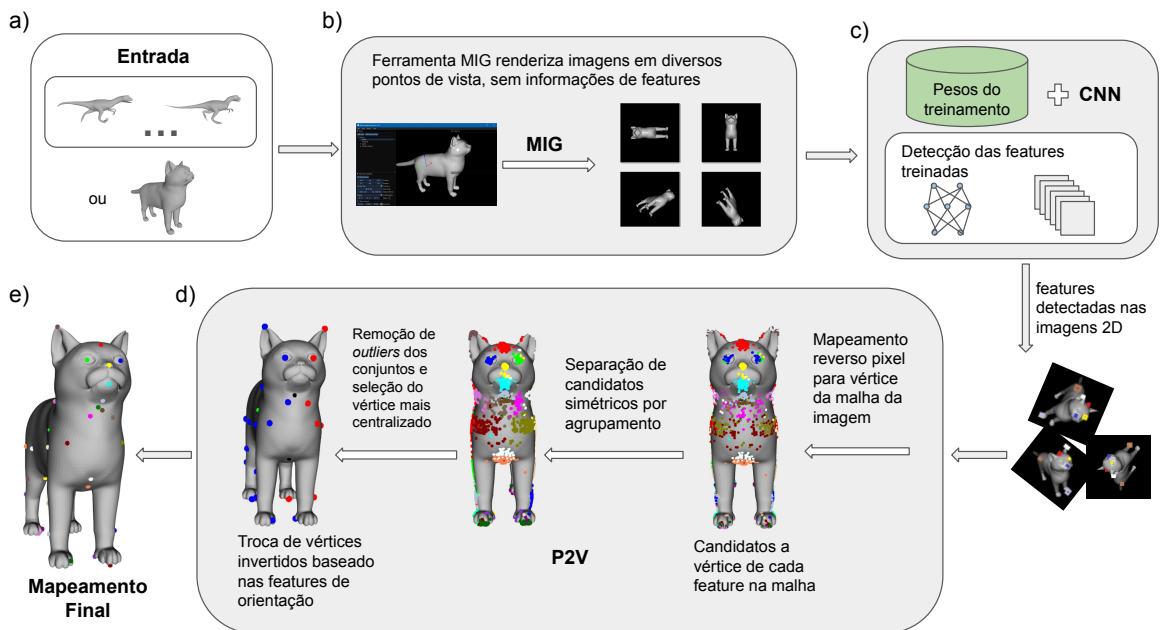 a)
Entrada
ou
b)
Ferramenta MIG renderiza imagens em diversos
pontos de vista, sem informações de features
MIG
c)
Pesos do
treinamento
CNN
Detecção das features
treinadas
features
detectadas nas
imagens 2D
d)
Mapeamento
reverso pixel
para vértice
da malha da
imagem
Candidatos a
vértice de cada
feature na malha
Separação de
candidatos
simétricos por
agrupamento
P2V
Remoção de
outliers dos
conjuntos e
seleção do
vértice mais
centralizado
Troca de vértices
invertidos baseado
nas features de
orientação
e)
Mapeamento
Final